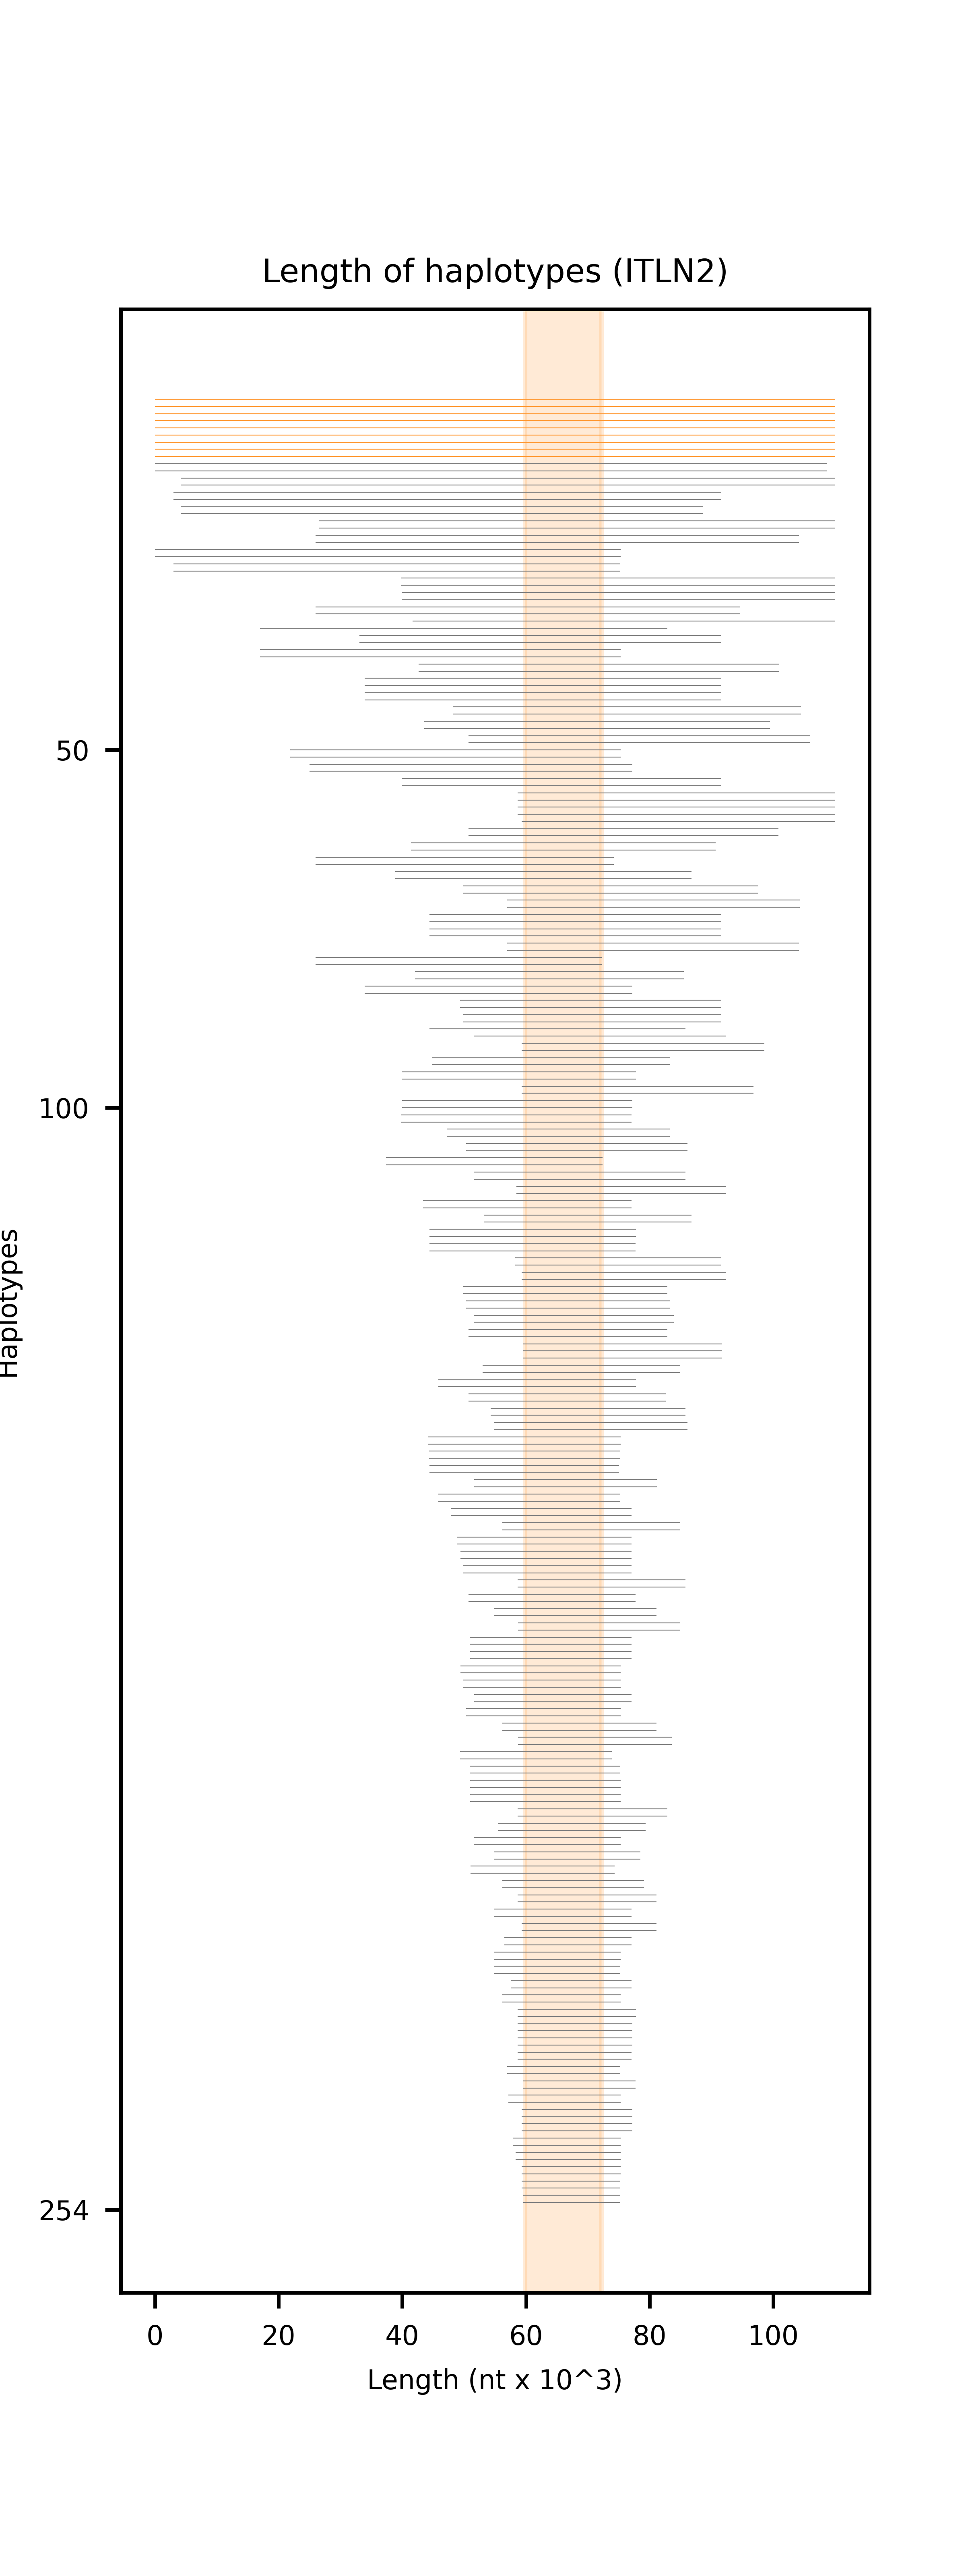 Length of haplotypes (ITLN2)
50
100
254
Haplotypes
0 20 40 60 80 100
Length (nt x 10^3)